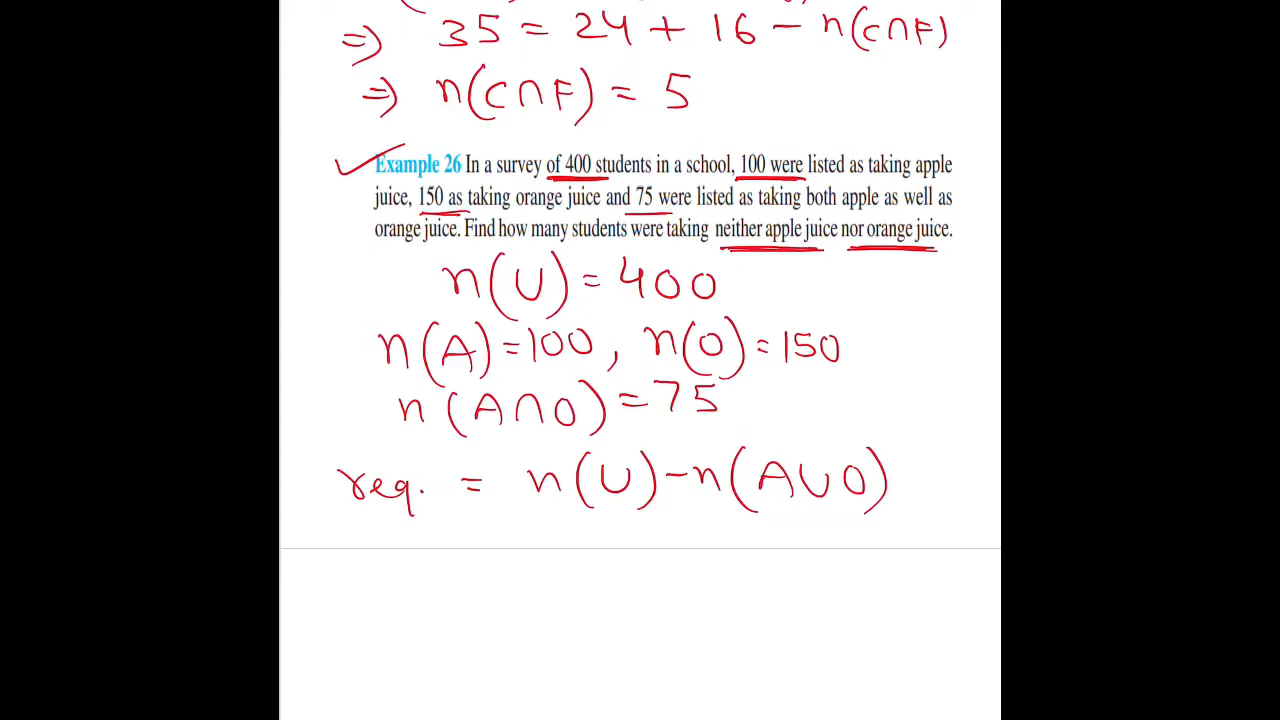 ⇒ 35 = 24 + 16 − n(C∩F)
⇒ n(C∩F) = 5
Example 26 In a survey of 400 students in a school, 100 were listed as taking apple
juice, 150 as taking orange juice and 75 were listed as taking both apple as well as
orange juice. Find how many students were taking neither apple juice nor orange juice.
n(U) = 400
n(A) = 100, n(O) = 150
n(A∩O) = 75
req. = n(U) − n(A∪O)